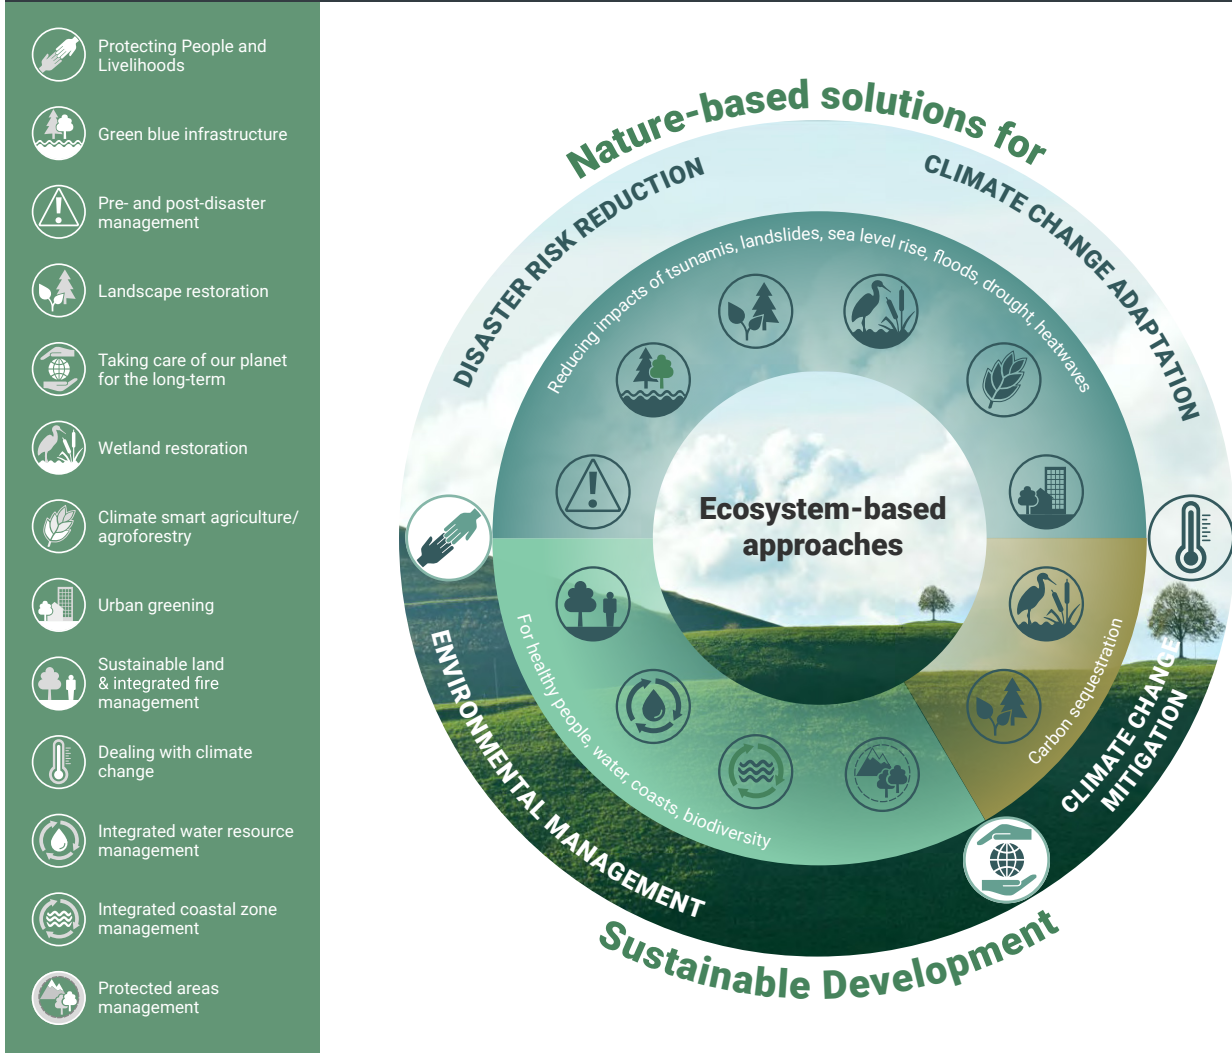 Protecting People and
Livelihoods
Green blue infrastructure
Pre- and post-disaster
management
Landscape restoration
Taking care of our planet
for the long-term
Wetland restoration
Climate smart agriculture/
agroforestry
Urban greening
Sustainable land
& integrated fire
management
Dealing with climate
change
Integrated water resource
management
Integrated coastal zone
management
Protected areas
management
Nature-based solutions for
DISASTER RISK REDUCTION
CLIMATE CHANGE ADAPTATION
Reducing impacts of tsunamis, landslides, sea level rise, floods, drought, heatwaves
Ecosystem-based
approaches
For healthy people, water, coasts, biodiversity
Carbon sequestration
ENVIRONMENTAL MANAGEMENT
CLIMATE CHANGE
MITIGATION
Sustainable Development